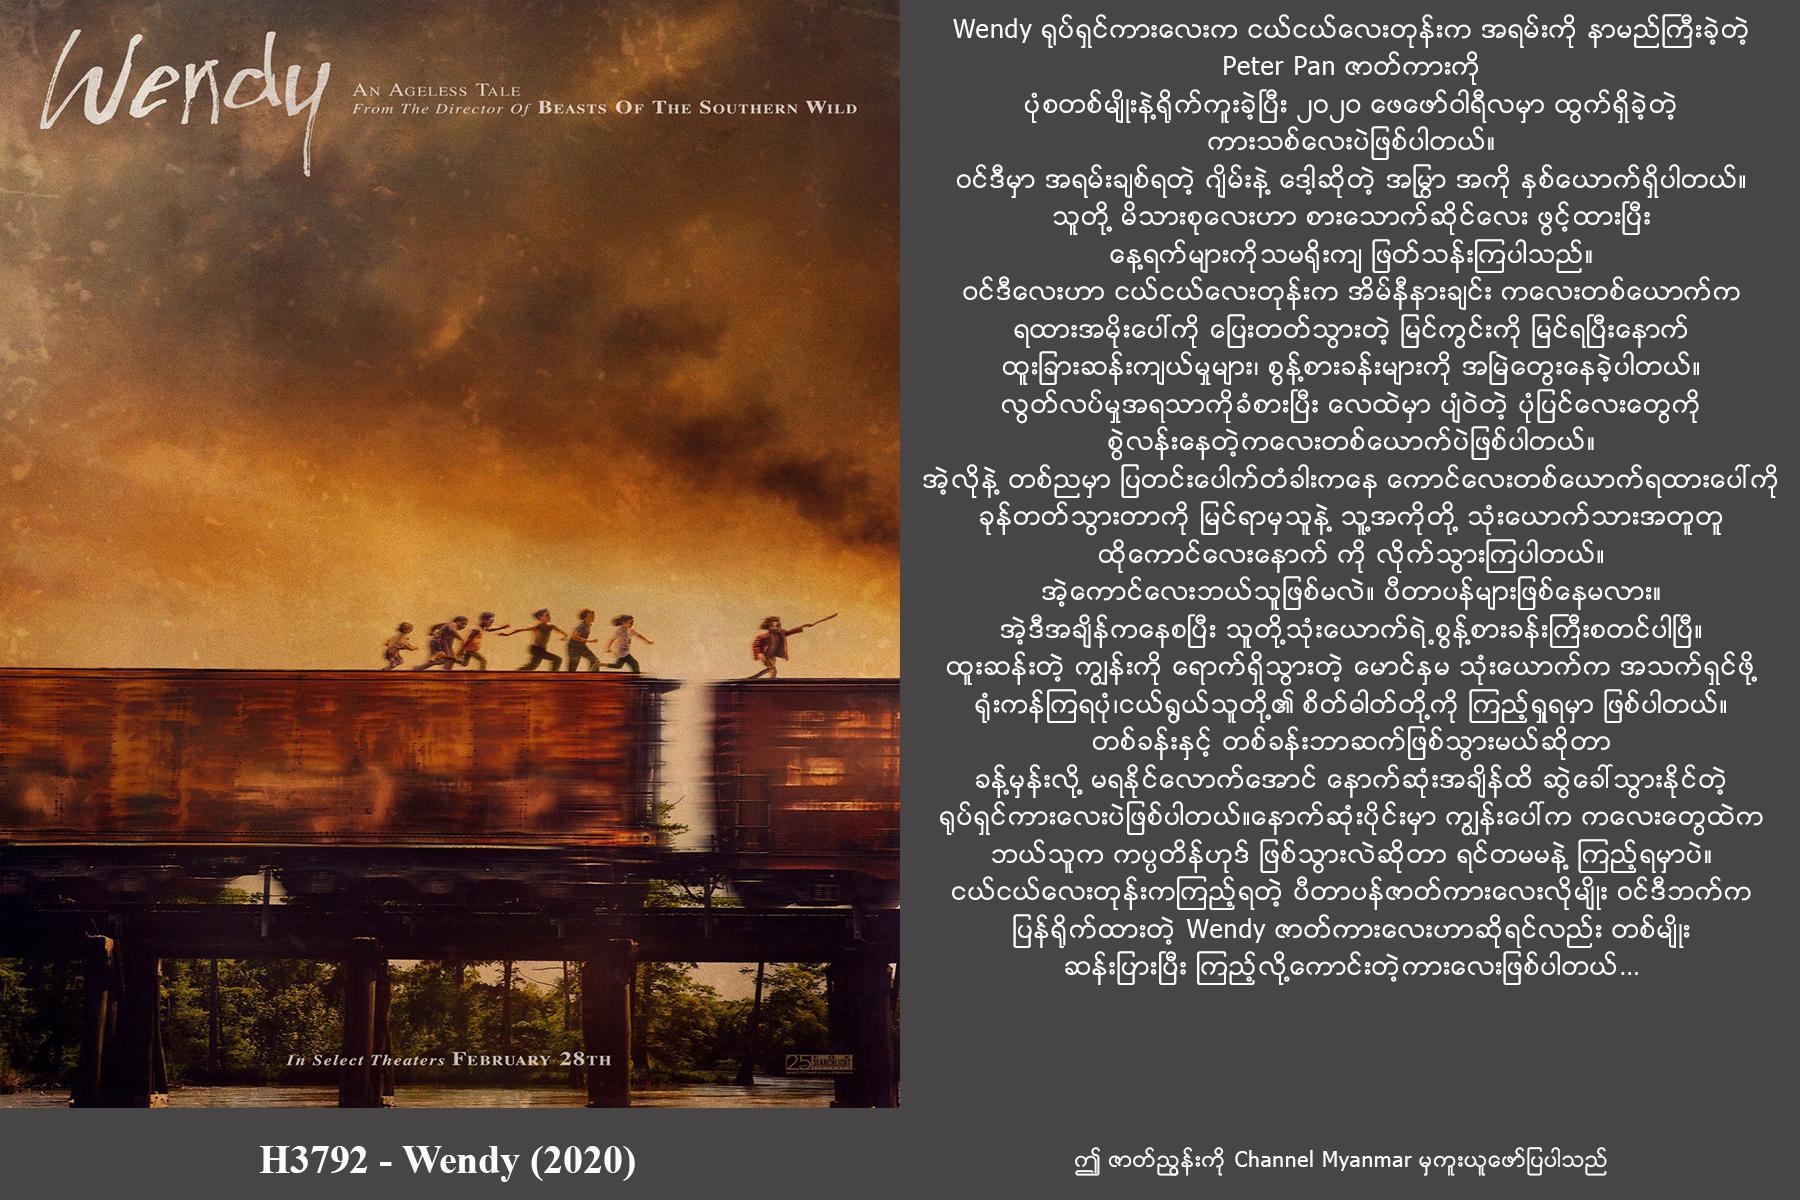 Wendy
AN AGELESS TALE
From The Director Of BEASTS OF THE SOUTHERN WILD
In Select Theaters FEBRUARY 28TH
25 SEARCHLIGHT
H3792 - Wendy (2020)
Wendy ရုပ်ရှင်ကားလေးက ငယ်ငယ်လေးတုန်းက အရမ်းကို နာမည်ကြီးခဲ့တဲ့
Peter Pan ဇာတ်ကားကို
ပုံစတစ်မျိုးနဲ့ရိုက်ကူးခဲ့ပြီး ၂၀၂၀ ဖေဖော်ဝါရီလမှာ ထွက်ရှိခဲ့တဲ့
ကားသစ်လေးပဲဖြစ်ပါတယ်။
ဝင်ဒီမှာ အရမ်းချစ်ရတဲ့ ဂျိမ်းနဲ့ ဒေါ့ဆိုတဲ့ အမြွှာ အကို နှစ်ယောက်ရှိပါတယ်။
သူတို့ မိသားစုလေးဟာ စားသောက်ဆိုင်လေး ဖွင့်ထားပြီး
နေ့ရက်များကိုသမရိုးကျ ဖြတ်သန်းကြပါသည်။
ဝင်ဒီလေးဟာ ငယ်ငယ်လေးတုန်းက အိမ်နီနားချင်း ကလေးတစ်ယောက်က
ရထားအမိုးပေါ်ကို ပြေးတတ်သွားတဲ့ မြင်ကွင်းကို မြင်ရပြီးနောက်
ထူးခြားဆန်းကျယ်မှုများ၊ စွန့်စားခန်းများကို အမြဲတွေးနေခဲ့ပါတယ်။
လွတ်လပ်မှုအရသာကိုခံစားပြီး လေထဲမှာ ပျံဝဲတဲ့ ပုံပြင်လေးတွေကို
စွဲလန်းနေတဲ့ကလေးတစ်ယောက်ပဲဖြစ်ပါတယ်။
အဲ့လိုနဲ့ တစ်ညမှာ ပြတင်းပေါက်တံခါးကနေ ကောင်လေးတစ်ယောက်ရထားပေါ်ကို
ခုန်တတ်သွားတာကို မြင်ရာမှသူနဲ့ သူ့အကိုတို့ သုံးယောက်သားအတူတူ
ထိုကောင်လေးနောက် ကို လိုက်သွားကြပါတယ်။
အဲ့ကောင်လေးဘယ်သူဖြစ်မလဲ။ ပီတာပန်များဖြစ်နေမလား။
အဲ့ဒီအချိန်ကနေစပြီး သူတို့သုံးယောက်ရဲ့စွန့်စားခန်းကြီးစတင်ပါပြီ။
ထူးဆန်းတဲ့ ကျွန်းကို ရောက်ရှိသွားတဲ့ မောင်နှမ သုံးယောက်က အသက်ရှင်ဖို့
ရုံးကန်ကြရပုံ၊ငယ်ရွယ်သူတို့၏ စိတ်ဓါတ်တို့ကို ကြည့်ရှုရမှာ ဖြစ်ပါတယ်။
တစ်ခန်းနှင့် တစ်ခန်းဘာဆက်ဖြစ်သွားမယ်ဆိုတာ
ခန့်မှန်းလို့ မရနိုင်လောက်အောင် နောက်ဆုံးအချိန်ထိ ဆွဲခေါ်သွားနိုင်တဲ့
ရုပ်ရှင်ကားလေးပဲဖြစ်ပါတယ်။နောက်ဆုံးပိုင်းမှာ ကျွန်းပေါ်က ကလေးတွေထဲက
ဘယ်သူက ကပ္ပတိန်ဟုဒ် ဖြစ်သွားလဲဆိုတာ ရင်တမမနဲ့ ကြည့်ရမှာပဲ။
ငယ်ငယ်လေးတုန်းကကြည့်ရတဲ့ ပီတာပန်ဇာတ်ကားလေးလိုမျိုး ဝင်ဒီဘက်က
ပြန်ရိုက်ထားတဲ့ Wendy ဇာတ်ကားလေးဟာဆိုရင်လည်း တစ်မျိုး
ဆန်းပြားပြီး ကြည့်လို့ကောင်းတဲ့ကားလေးဖြစ်ပါတယ်...
ဤ ဇာတ်ညွှန်းကို Channel Myanmar မှကူးယူဖော်ပြပါသည်